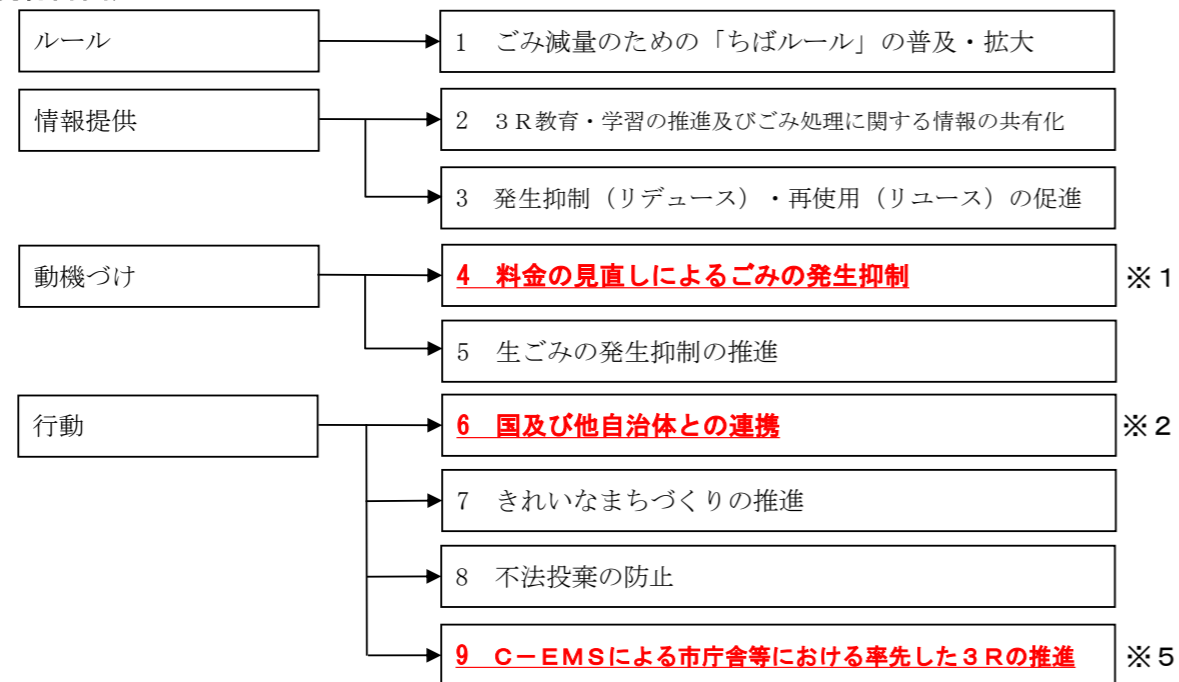 ルール
1 ごみ減量のための「ちばルール」の普及・拡大
情報提供
2 3R教育・学習の推進及びごみ処理に関する情報の共有化
3 発生抑制（リデュース）・再使用（リユース）の促進
動機づけ
4 料金の見直しによるごみの発生抑制 ※1
5 生ごみの発生抑制の推進
行動
6 国及び他自治体との連携 ※2
7 きれいなまちづくりの推進
8 不法投棄の防止
9 C－EMSによる市庁舎等における率先した3Rの推進 ※5